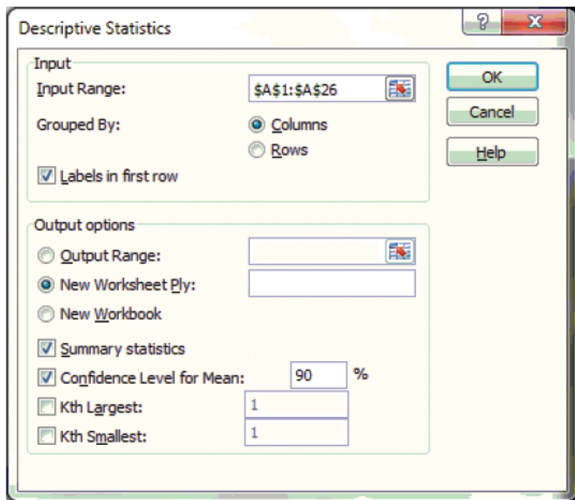 Descriptive Statistics
?
X
Input
Input Range:
$A$1:$A$26
OK
Cancel
Help
Grouped By:
Columns
Rows
Labels in first row
Output options
Output Range:
New Worksheet Ply:
New Workbook
Summary statistics
Confidence Level for Mean:
90
%
Kth Largest:
1
Kth Smallest:
1